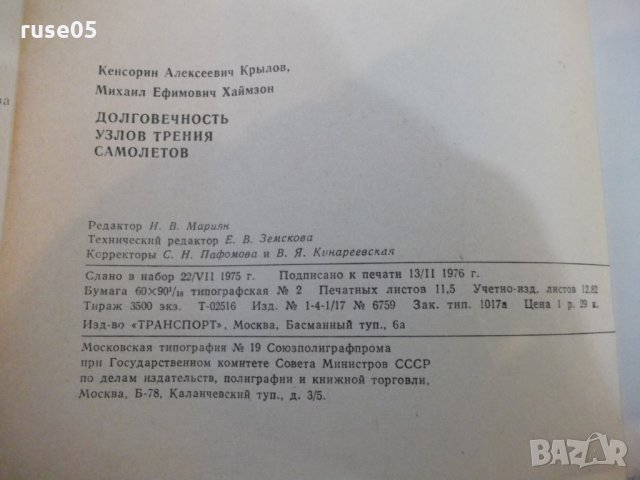 ruse05
Кенсорин Алексеевич Крылов,
Михаил Ефимович Хаймзон
ДОЛГОВЕЧНОСТЬ
УЗЛОВ ТРЕНИЯ
САМОЛЕТОВ
Редактор Н. В. Мариян
Технический редактор Е. В. Земскова
Корректоры С. Н. Пафомова и В. Я. Кинареевская
Сдано в набор 22/VII 1975 г. Подписано к печати 13/II 1976 г.
Бумага 60×90¹/₁₆ типографская № 2 Печатных листов 11,5 Учетно-изд. листов 12,82
Тираж 3500 экз. Т-02516 Изд. № 1-4-1/17 № 6759 Зак. тип. 1017а Цена 1 р. 29 к.
Изд-во «ТРАНСПОРТ», Москва, Басманный туп., 6а
Московская типография № 19 Союзполиграфпрома
при Государственном комитете Совета Министров СССР
по делам издательств, полиграфии и книжной торговли,
Москва, Б-78, Каланчевский туп., д. 3/5.
BAZAR